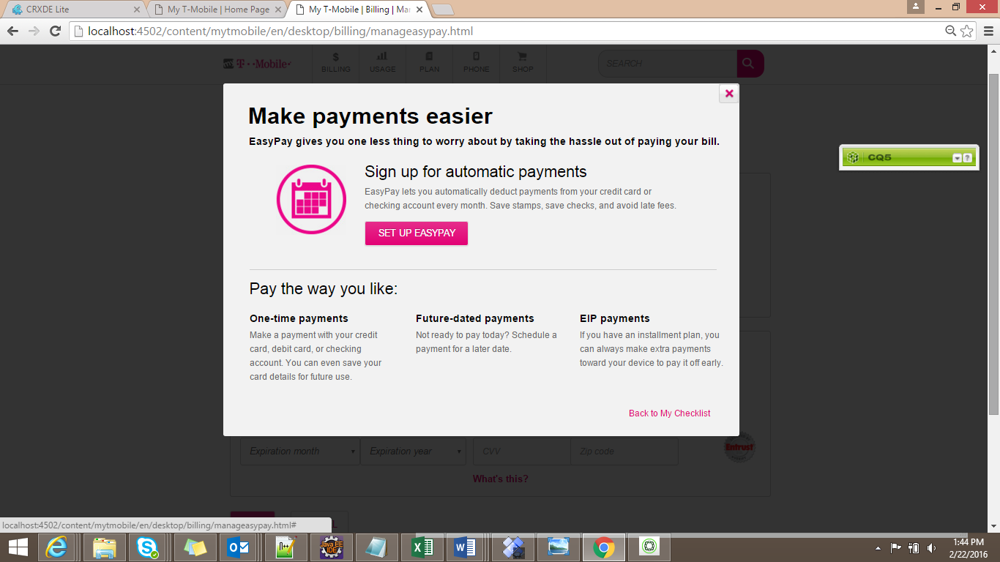 CRXDE Lite
My T-Mobile | Home Page
My T-Mobile | Billing | Ma
localhost:4502/content/mytmobile/en/desktop/billing/manageasypay.html
T-Mobile
BILLING
USAGE
PLAN
PHONE
SHOP
SEARCH
Make payments easier
EasyPay gives you one less thing to worry about by taking the hassle out of paying your bill.
CQ5
Sign up for automatic payments
EasyPay lets you automatically deduct payments from your credit card or
checking account every month. Save stamps, save checks, and avoid late fees.
SET UP EASYPAY
Pay the way you like:
One-time payments
Make a payment with your credit
card, debit card, or checking
account. You can even save your
card details for future use.
Future-dated payments
Not ready to pay today? Schedule a
payment for a later date.
EIP payments
If you have an installment plan, you
can always make extra payments
toward your device to pay it off early.
Back to My Checklist
Expiration month
Expiration year
CVV
Zip code
Entrust
What's this?
localhost:4502/content/mytmobile/en/desktop/billing/manageasypay.html#
Java EE
IDE
1:44 PM
2/22/2016